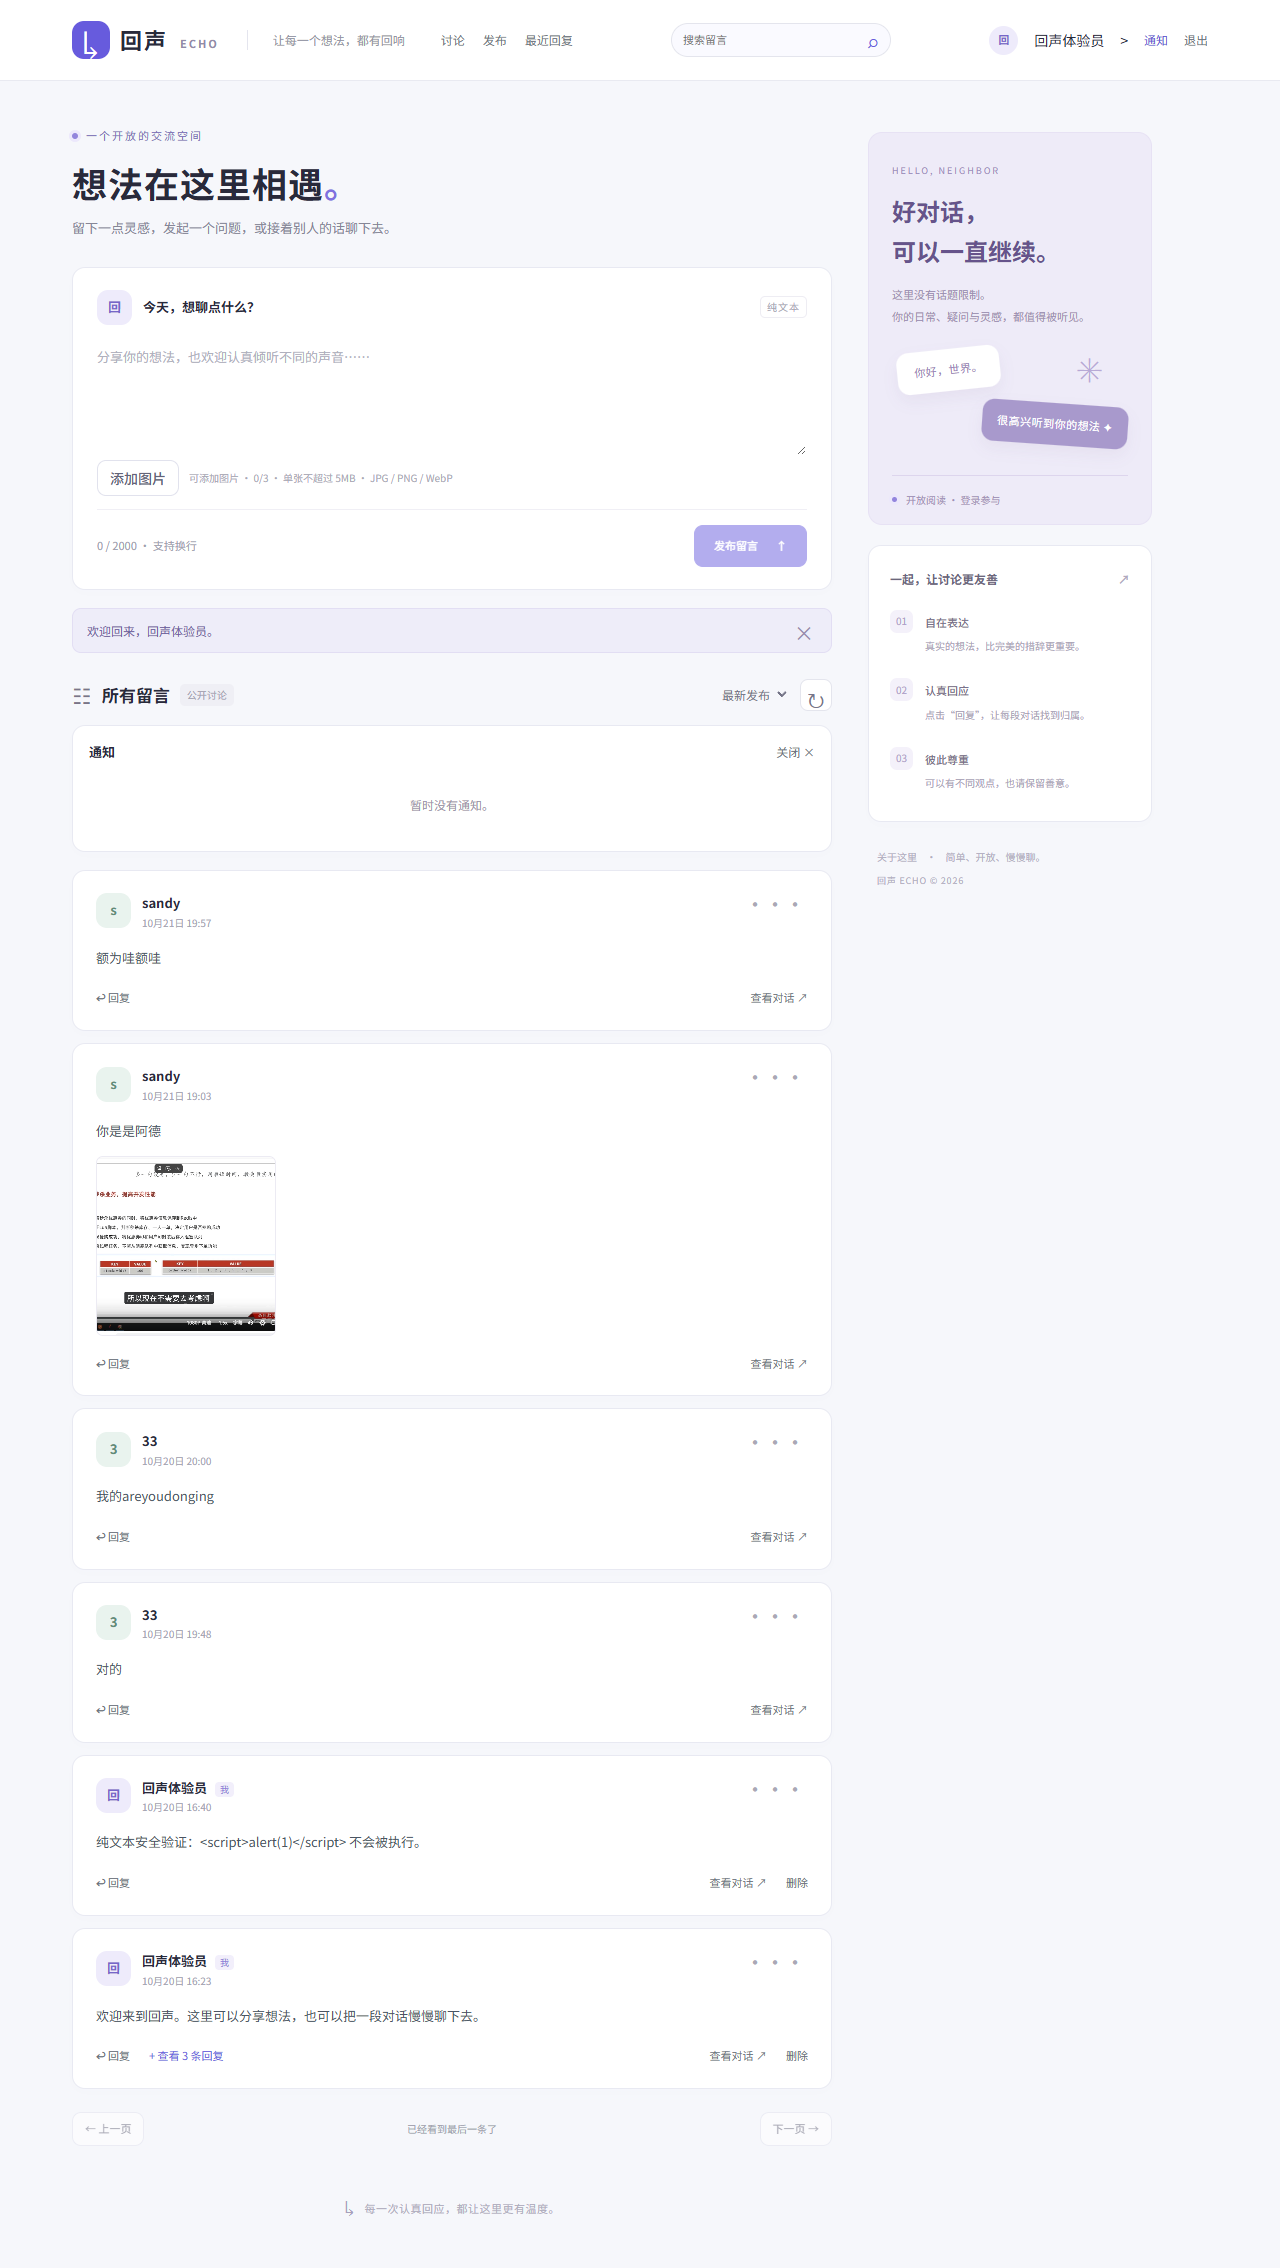 回声 ECHO
让每一个想法，都有回响
讨论 发布 最近回复
搜索留言
回 回声体验员 > 通知 退出
一个开放的交流空间
想法在这里相遇。
留下一点灵感，发起一个问题，或接着别人的话聊下去。
回 今天，想聊点什么？ 纯文本
分享你的想法，也欢迎认真倾听不同的声音……
添加图片 可添加图片 · 0/3 · 单张不超过 5MB · JPG / PNG / WebP
0 / 2000 · 支持换行 发布留言 ↑
欢迎回来，回声体验员。 ×
所有留言 公开讨论 最新发布 ↻
通知 关闭 ×
暂时没有通知。
s sandy
10月21日 19:57
额为哇额哇
↩ 回复 查看对话 ↗
s sandy
10月21日 19:03
你是是阿德
KEY VALUE KEY VALUE
所以现在不需要去考虑啊
↩ 回复 查看对话 ↗
3 33
10月20日 20:00
我的areyoudonging
↩ 回复 查看对话 ↗
3 33
10月20日 19:48
对的
↩ 回复 查看对话 ↗
回 回声体验员 我
10月20日 16:40
纯文本安全验证：<script>alert(1)</script> 不会被执行。
↩ 回复 查看对话 ↗ 删除
回 回声体验员 我
10月20日 16:23
欢迎来到回声。这里可以分享想法，也可以把一段对话慢慢聊下去。
↩ 回复 + 查看 3 条回复 查看对话 ↗ 删除
← 上一页 已经看到最后一条了 下一页 →
↳ 每一次认真回应，都让这里更有温度。
HELLO, NEIGHBOR
好对话，
可以一直继续。
这里没有话题限制。
你的日常、疑问与灵感，都值得被听见。
你好，世界。
很高兴听到你的想法 ✦
开放阅读 · 登录参与
一起，让讨论更友善 ↗
01 自在表达
真实的想法，比完美的措辞更重要。
02 认真回应
点击“回复”，让每段对话找到归属。
03 彼此尊重
可以有不同观点，也请保留善意。
关于这里 · 简单、开放、慢慢聊。
回声 ECHO © 2026